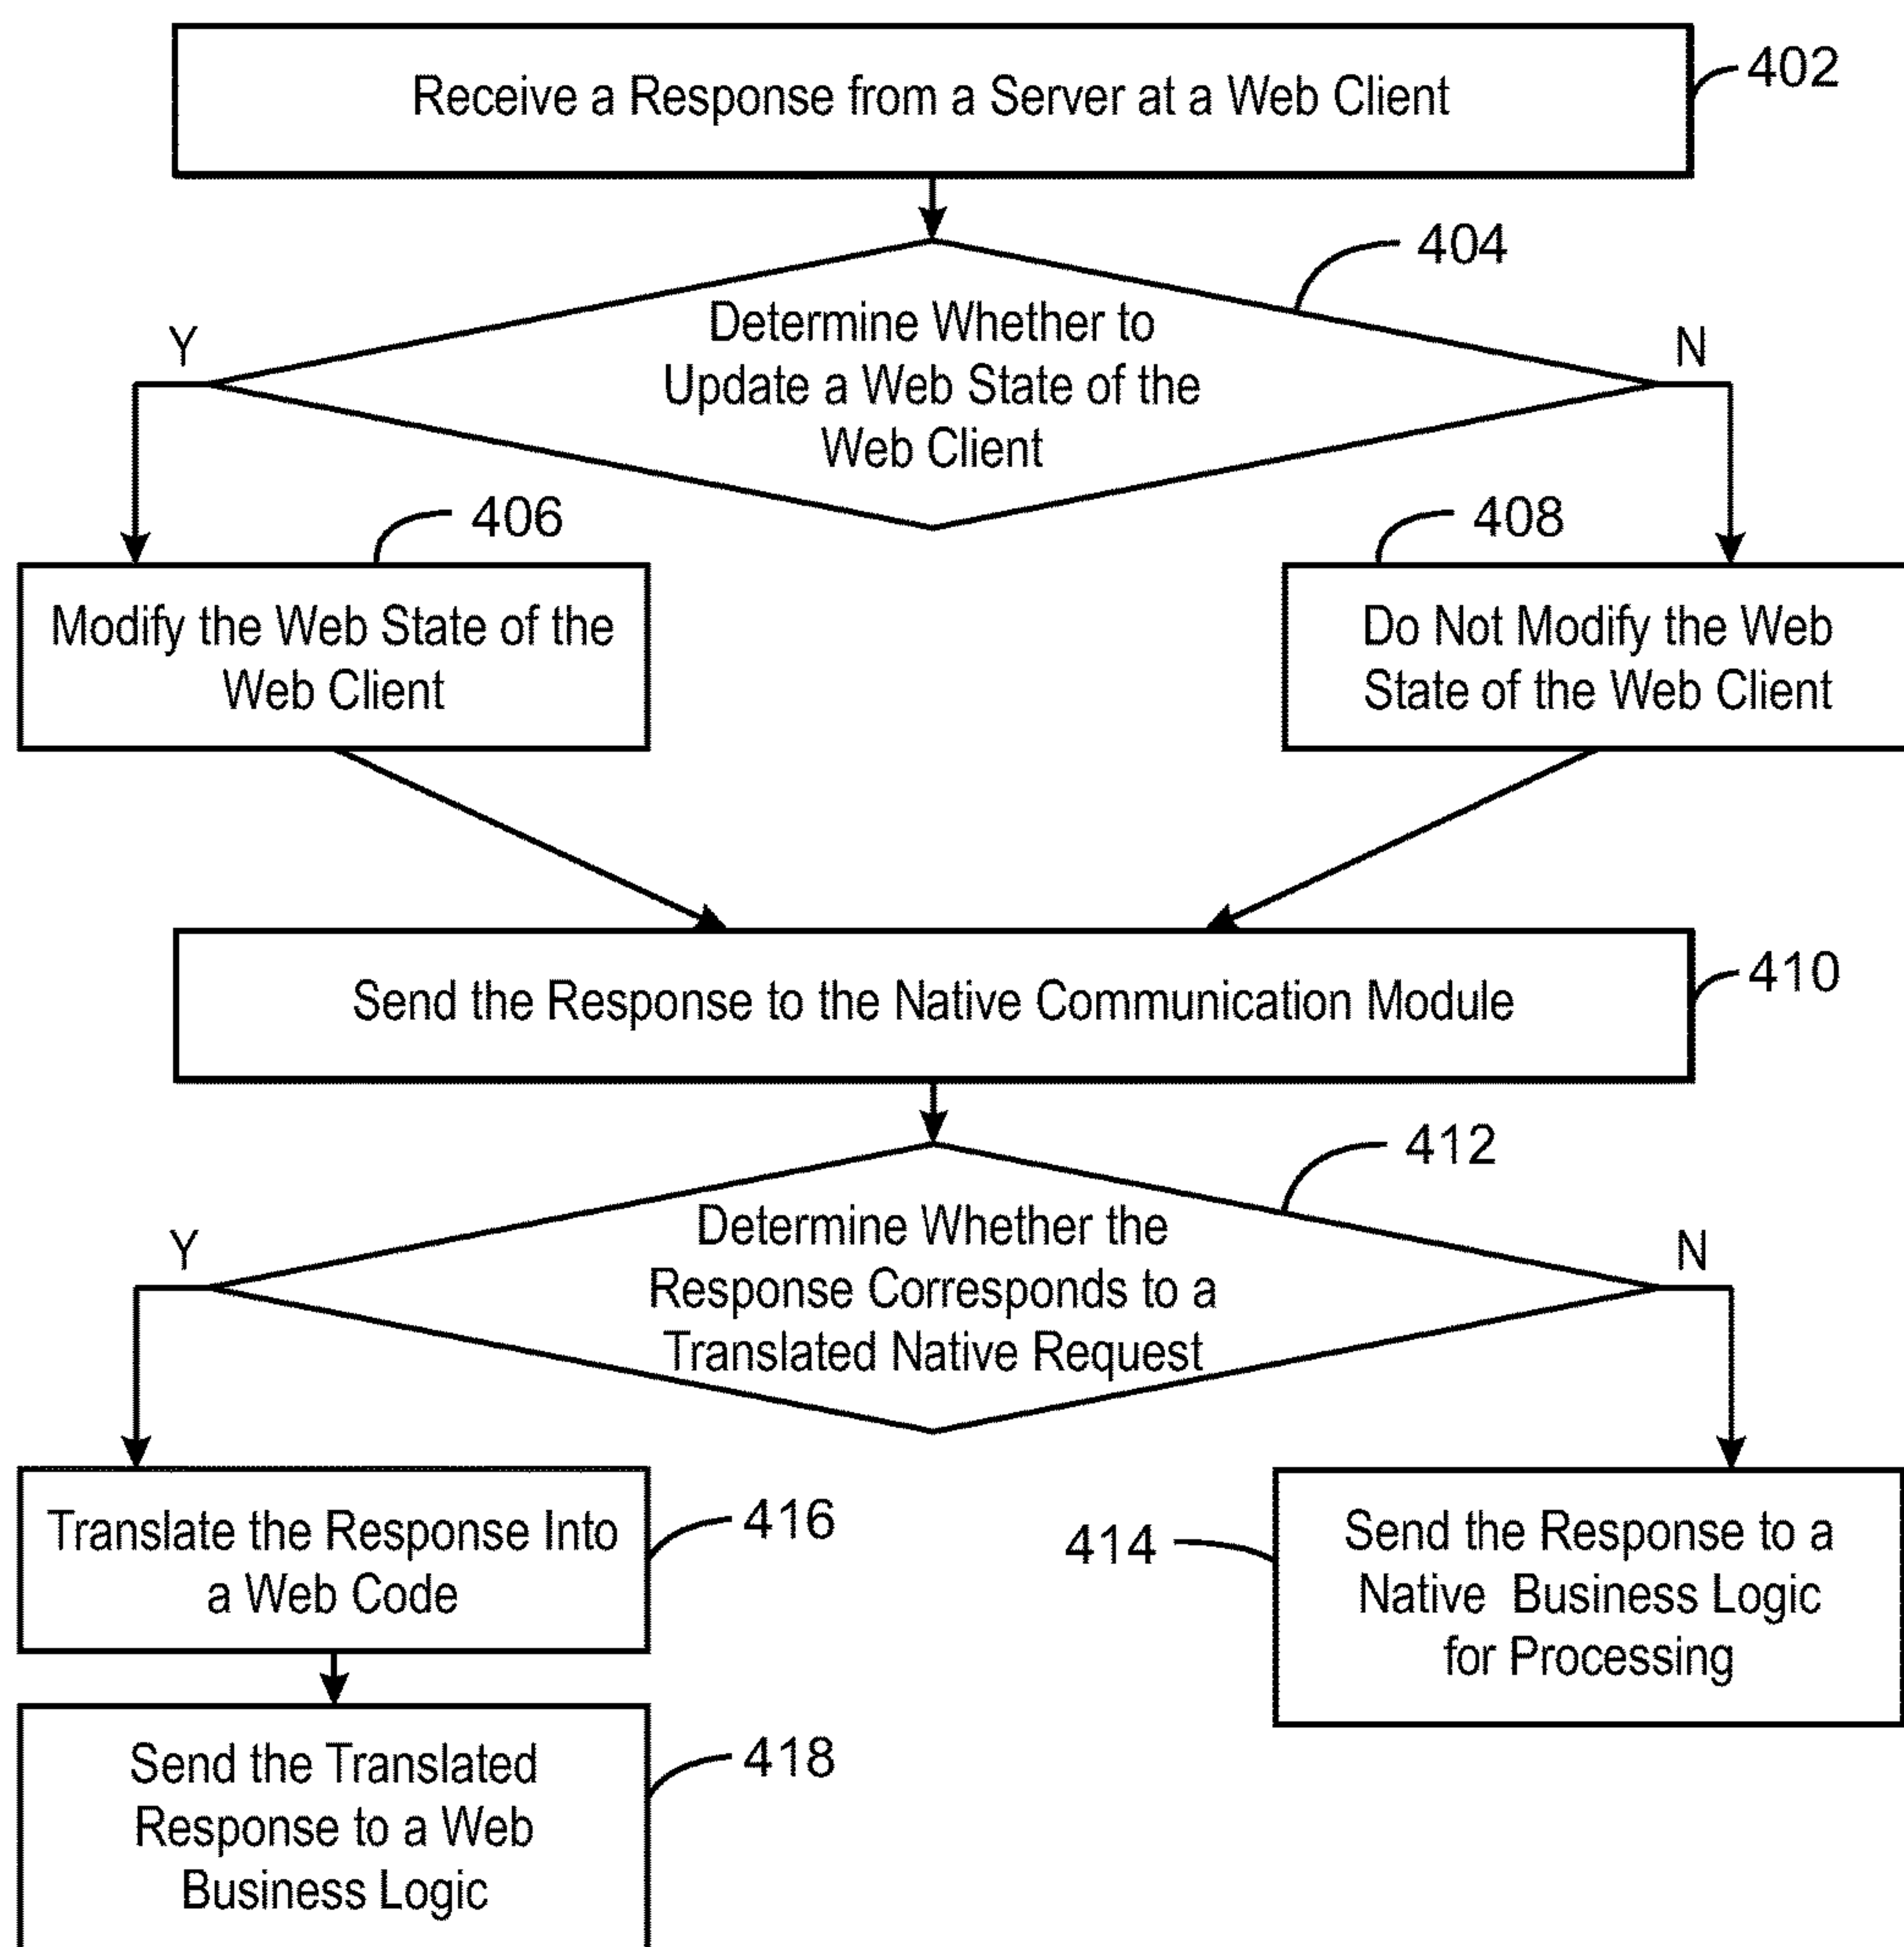 Receive a Response from a Server at a Web Client
402
404
Determine Whether to
Update a Web State of the
Web Client
Y
N
406
408
Modify the Web State of the
Web Client
Do Not Modify the Web
State of the Web Client
Send the Response to the Native Communication Module
410
412
Determine Whether the
Response Corresponds to a
Translated Native Request
Y
N
Translate the Response Into
a Web Code
416
414
Send the Response to a
Native Business Logic
for Processing
Send the Translated
Response to a Web
Business Logic
418